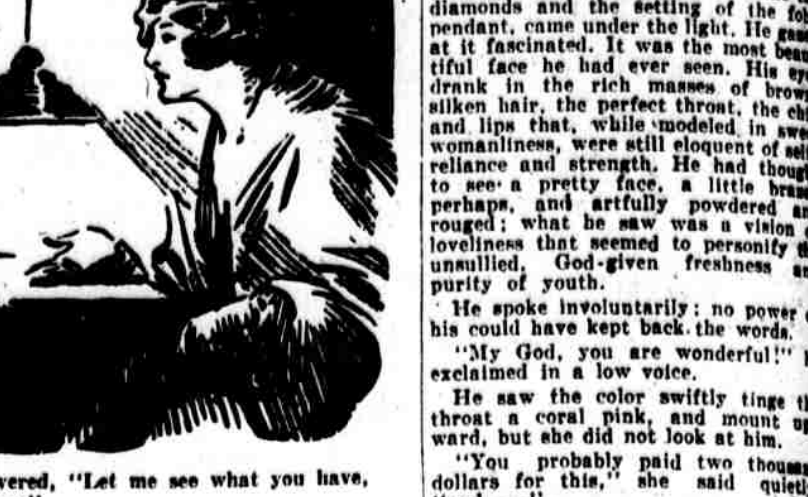 vered, "Let me see what you have,
diamonds and the setting of the
pendant, came under the light. He
at it fascinated. It was the most
tiful face he had ever seen. His
drank in the rich masses of
silken hair, the perfect throat, the
and lips that, while modeled in
womanliness, were still eloquent of
reliance and strength. He had
to see a pretty face, a little
perhaps, and artfully powdered
rouged; what he saw was a vision
loveliness that seemed to personify
unsullied, God-given freshness
purity of youth.
He spoke involuntarily; no power
his could have kept back the words.
"My God, you are wonderful!"
exclaimed in a low voice.
He saw the color swiftly tinge
throat a coral pink, and mount
ward, but she did not look at him.
"You probably paid two
dollars for this," she said